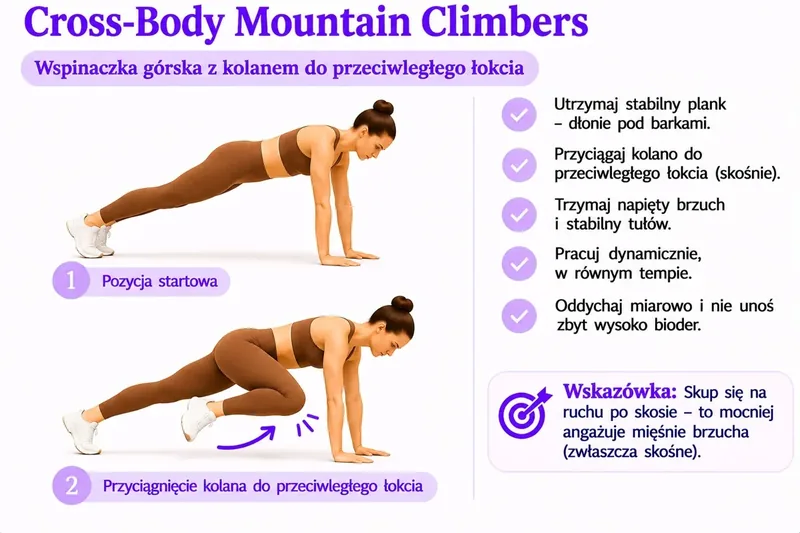 Cross-Body Mountain Climbers
Wspinaczka górska z kolanem do przeciwległego łokcia
1 Pozycja startowa
2 Przyciągnięcie kolana do przeciwległego łokcia
Utrzymaj stabilny plank
– dłonie pod barkami.
Przyciągaj kolano do
przeciwległego łokcia (skośnie).
Trzymaj napięty brzuch
i stabilny tułów.
Pracuj dynamicznie,
w równym tempie.
Oddychaj miarowo i nie unoś
zbyt wysoko bioder.
Wskazówka: Skup się na
ruchu po skosie – to mocniej
angażuje mięśnie brzucha
(zwłaszcza skośne).